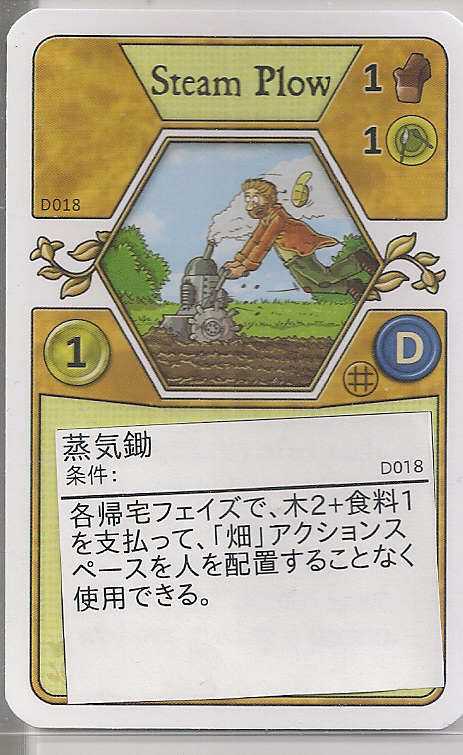 Steam Plow
1
1
D018
1
D
蒸気鋤
条件:
D018
各帰宅フェイズで、木2+食料1
を支払って、「畑」アクションス
ペースを人を配置することなく
使用できる。